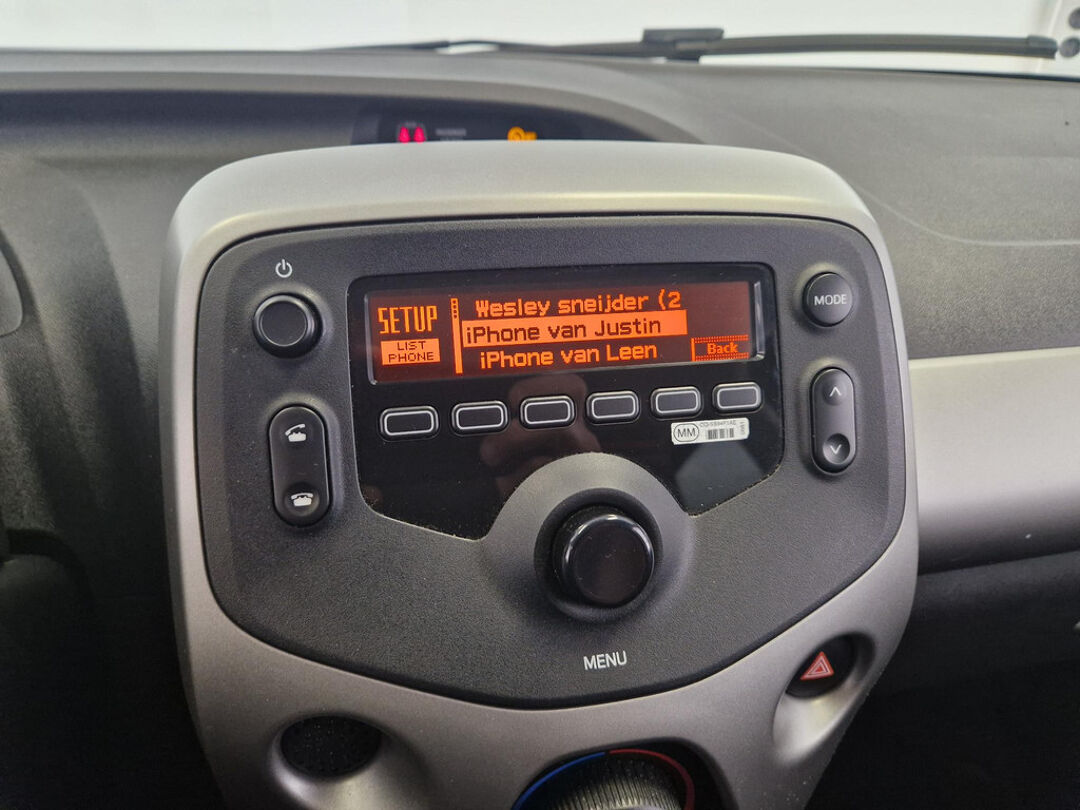 SETUP
LIST
PHONE
Wesley sneijder (2
iPhone van Justin
iPhone van Leen
Back
MODE
MM
MENU